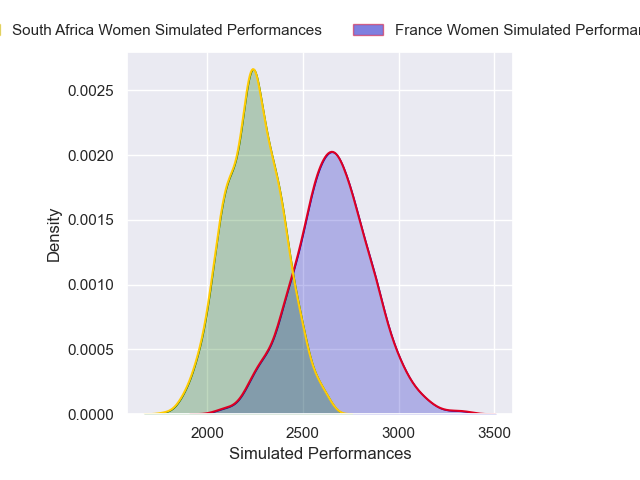 South Africa Women Simulated Performances
France Women Simulated
0.0025
0.0020
0.0015
0.0010
0.0005
0.0000
Density
2000 2500 3000 3500
Simulated Performances